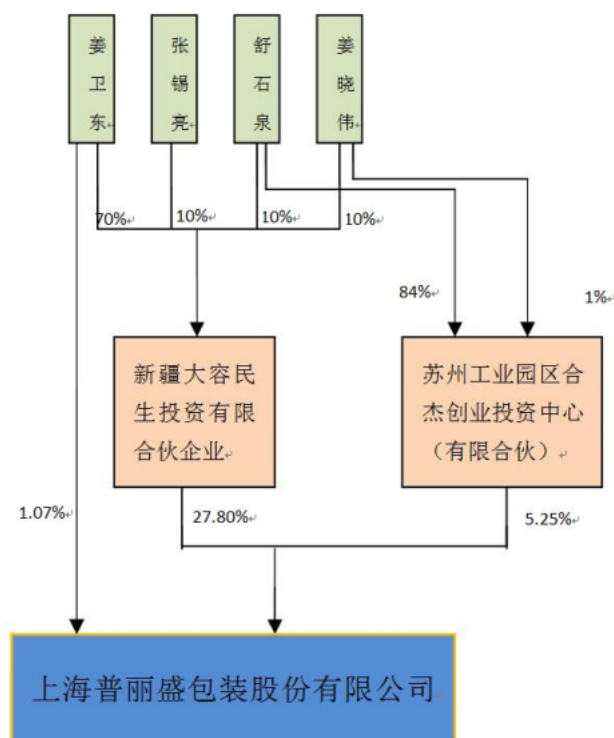 姜卫东
张锡亮
舒石泉
姜晓伟
70%
10%
10%
10%
84%
1%
新疆大容民
生投资有限
合伙企业
苏州工业园区合
杰创业投资中心
（有限合伙）
1.07%
27.80%
5.25%
上海普丽盛包装股份有限公司